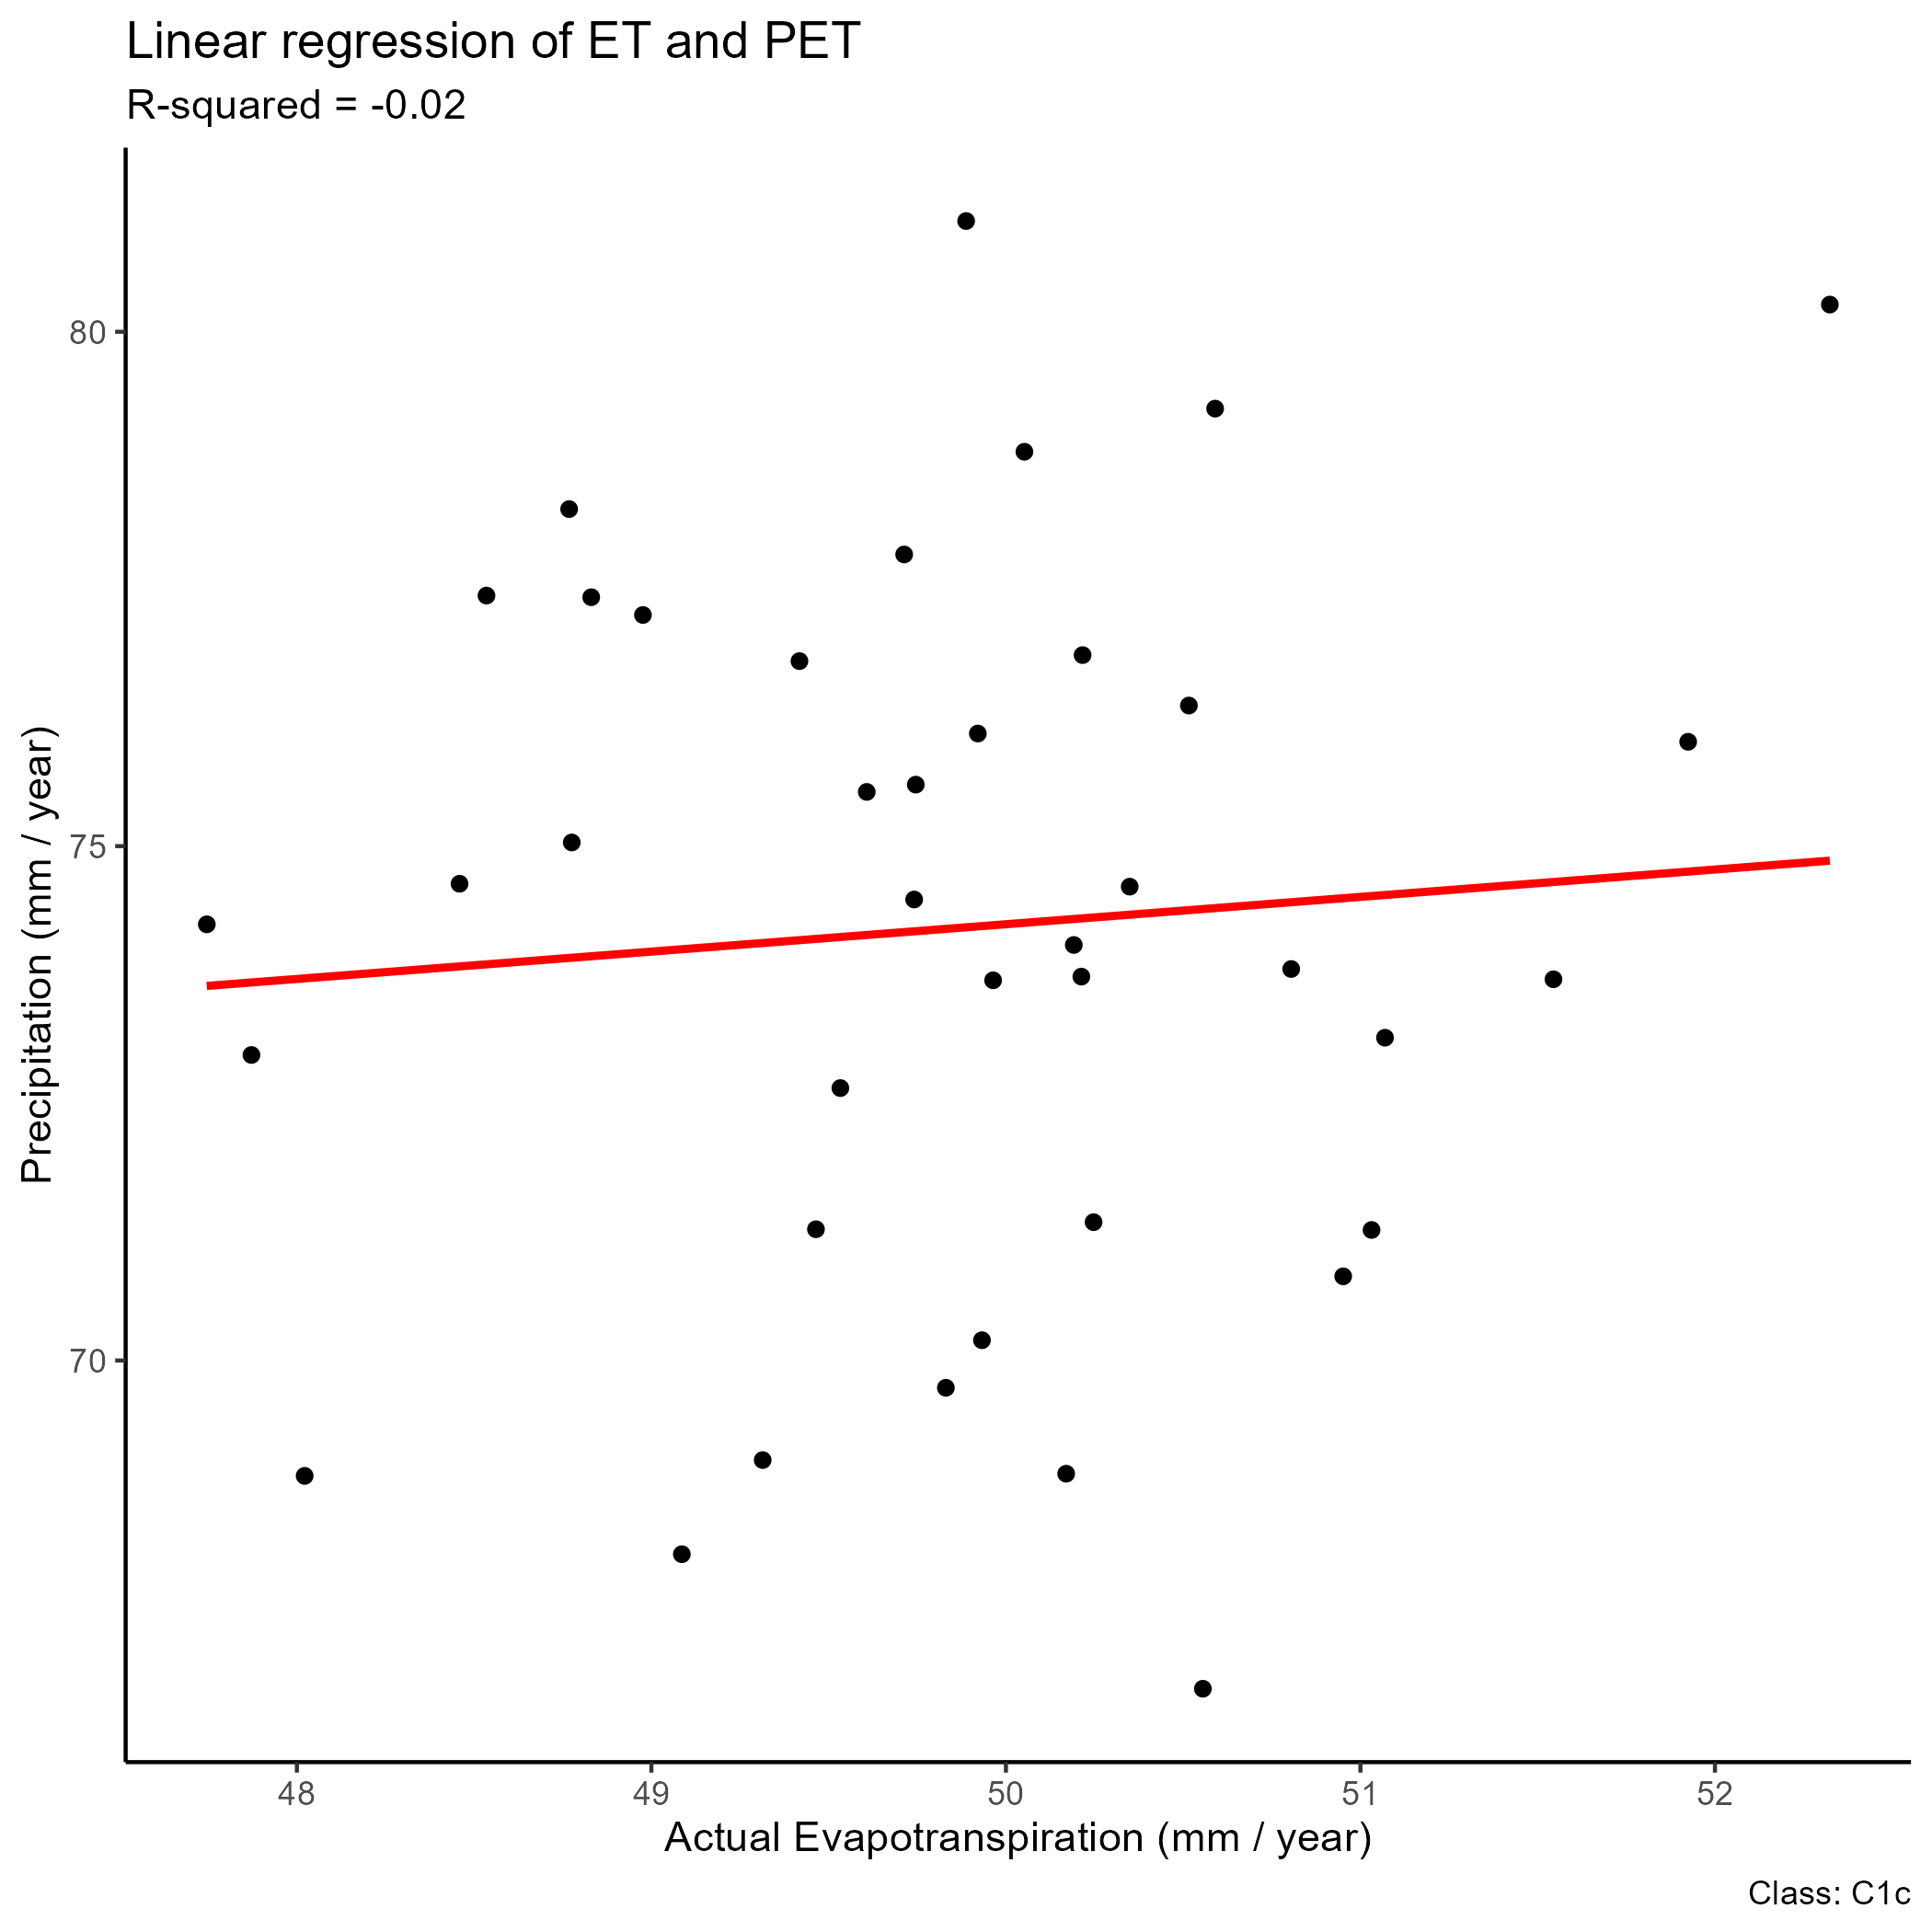 Linear regression of ET and PET
R-squared = -0.02
80
75
70
Precipitation (mm / year)
48 49 50 51 52
Actual Evapotranspiration (mm / year)
Class: C1c